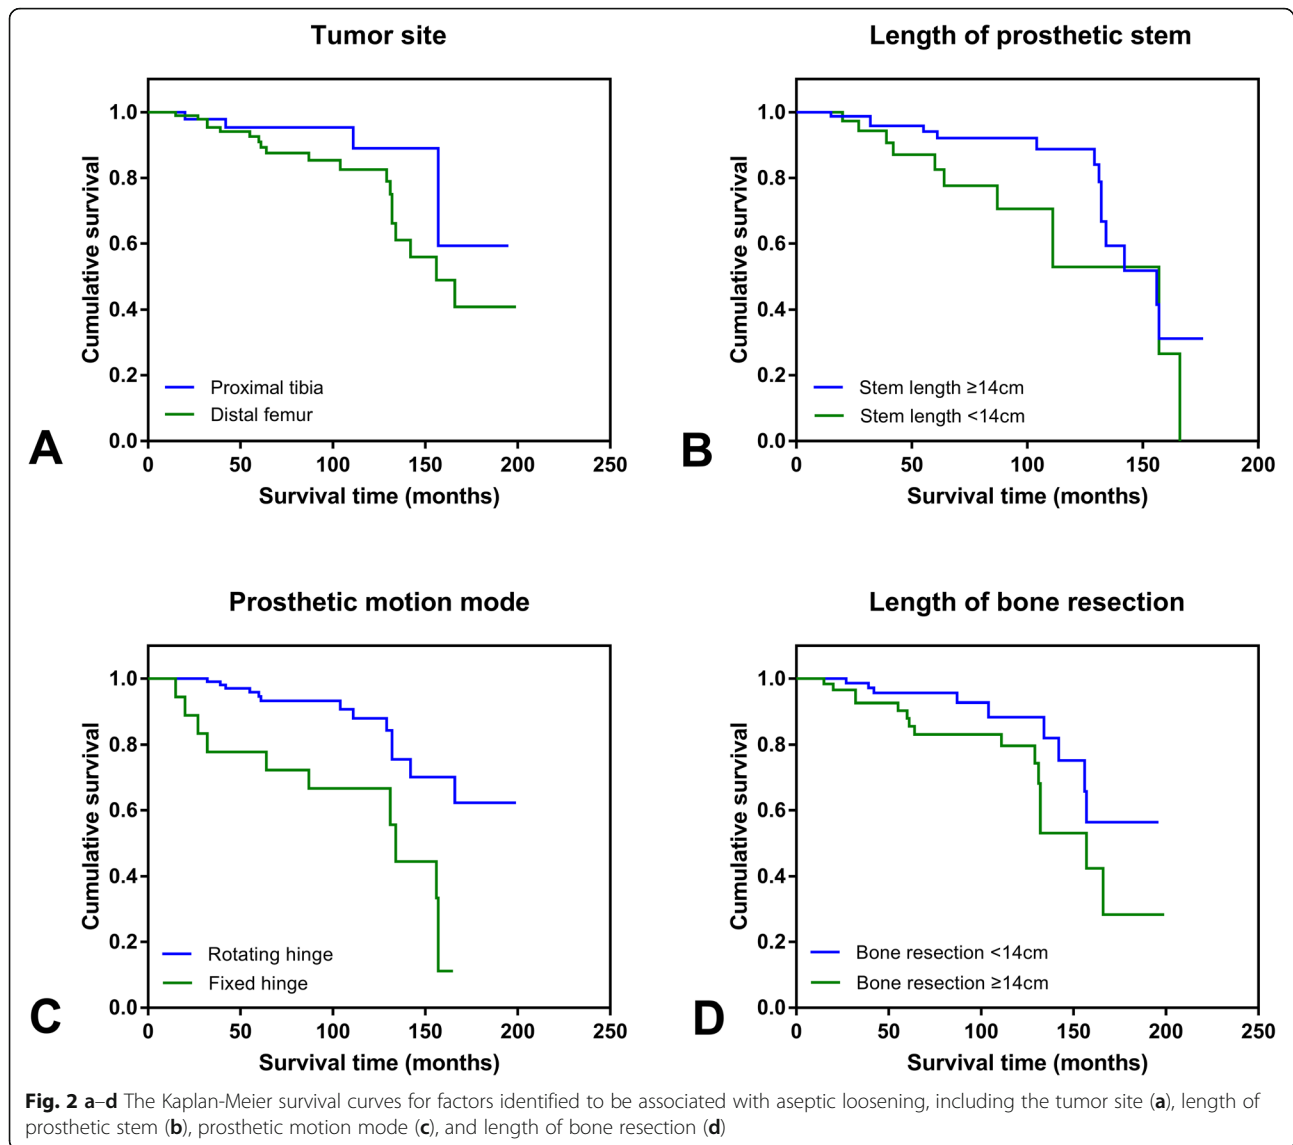 Tumor site
1.0
0.8
0.6
0.4
0.2
0.0
Cumulative survival
Proximal tibia
Distal femur
0 50 100 150 200 250
Survival time (months)
A
Length of prosthetic stem
1.0
0.8
0.6
0.4
0.2
0.0
Cumulative survival
Stem length ≥14cm
Stem length <14cm
0 50 100 150 200
Survival time (months)
B
Prosthetic motion mode
1.0
0.8
0.6
0.4
0.2
0.0
Cumulative survival
Rotating hinge
Fixed hinge
0 50 100 150 200 250
Survival time (months)
C
Length of bone resection
1.0
0.8
0.6
0.4
0.2
0.0
Cumulative survival
Bone resection <14cm
Bone resection ≥14cm
0 50 100 150 200 250
Survival time (months)
D
Fig. 2 a–d The Kaplan-Meier survival curves for factors identified to be associated with aseptic loosening, including the tumor site (a), length of
prosthetic stem (b), prosthetic motion mode (c), and length of bone resection (d)